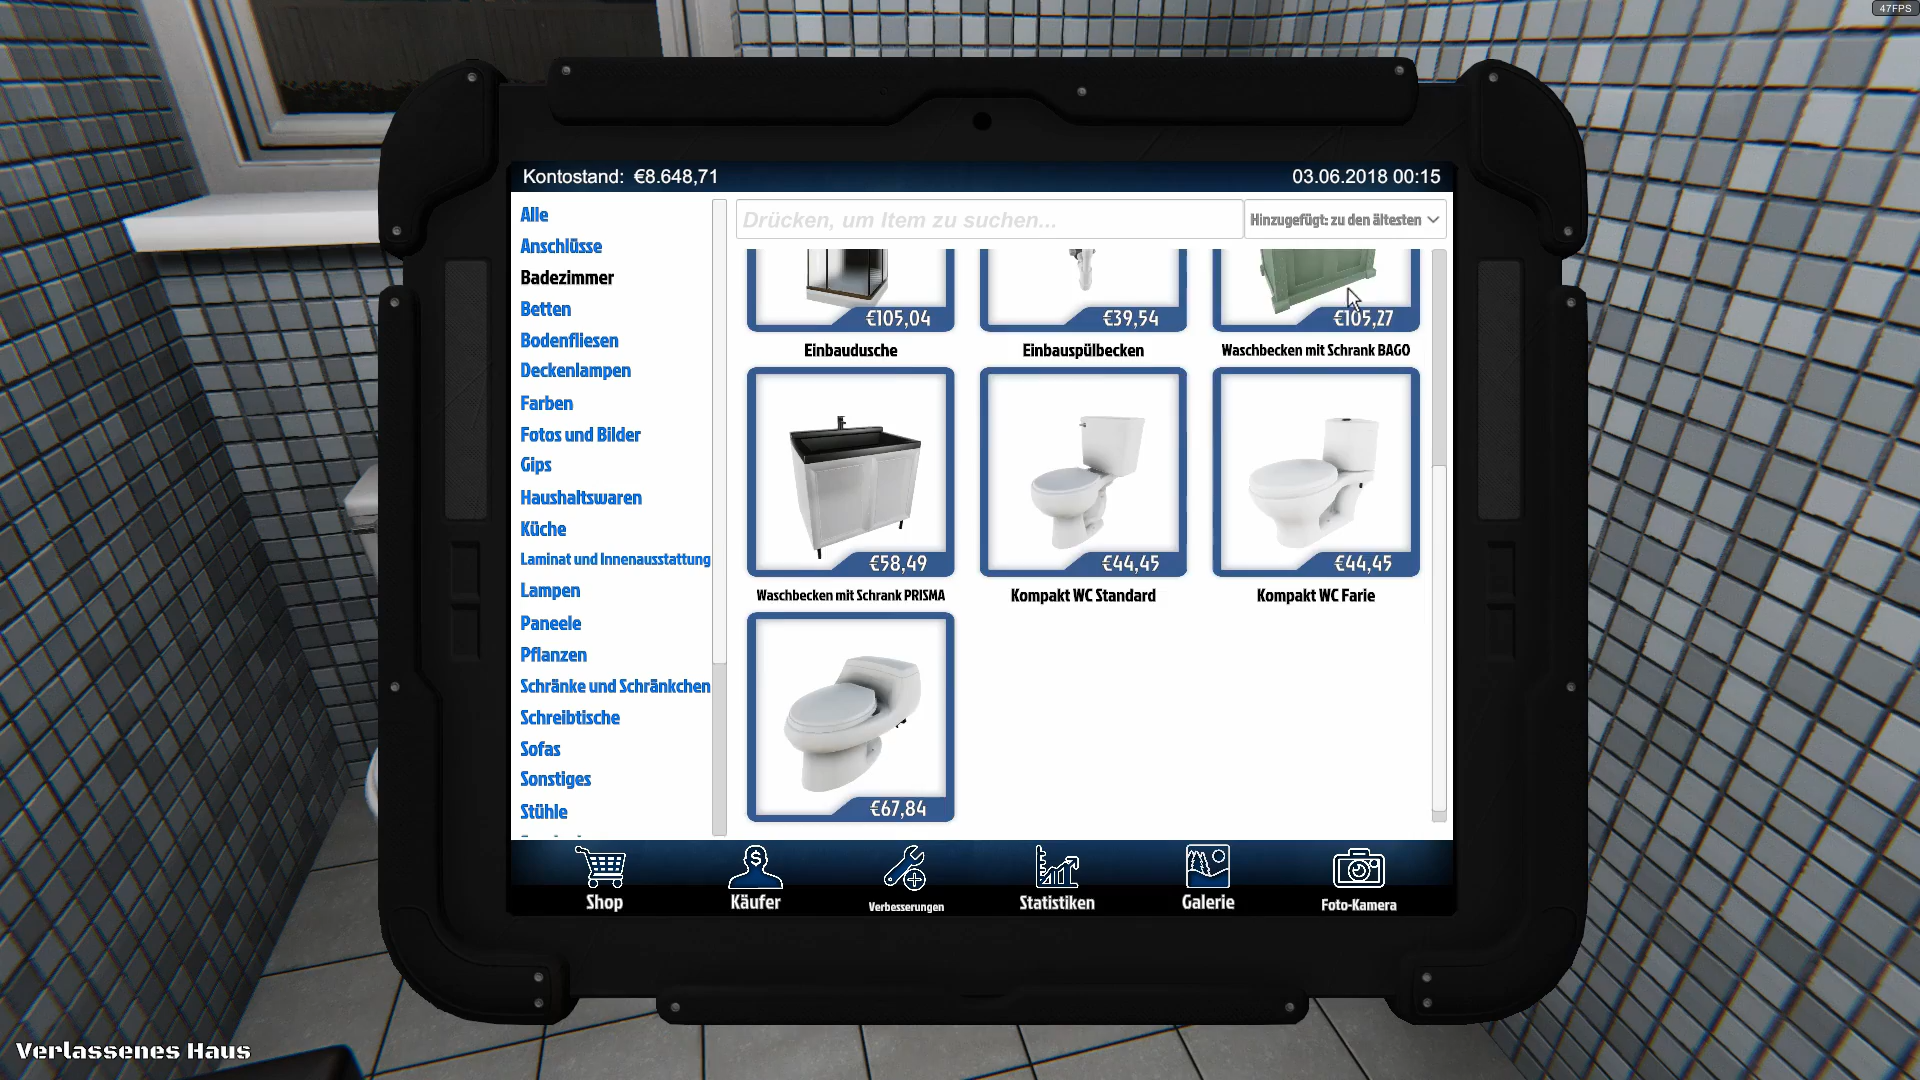 47FPS
Kontostand: €8.648,71
03.06.2018 00:15
Alle
Anschlüsse
Badezimmer
Betten
Bodenfliesen
Deckenlampen
Farben
Fotos und Bilder
Gips
Haushaltswaren
Küche
Laminat und Innenausstattung
Lampen
Paneele
Pflanzen
Schränke und Schränkchen
Schreibtische
Sofas
Sonstiges
Stühle
Drücken, um Item zu suchen...
Hinzugefügt: zu den ältesten
€105,04
€39,54
€105,27
Einbaudusche
Einbauspülbecken
Waschbecken mit Schrank BAGO
€58,49
€44,45
€44,45
Waschbecken mit Schrank PRISMA
Kompakt WC Standard
Kompakt WC Farie
€67,84
Shop
Käufer
Verbesserungen
Statistiken
Galerie
Foto-Kamera
Verlassenes Haus